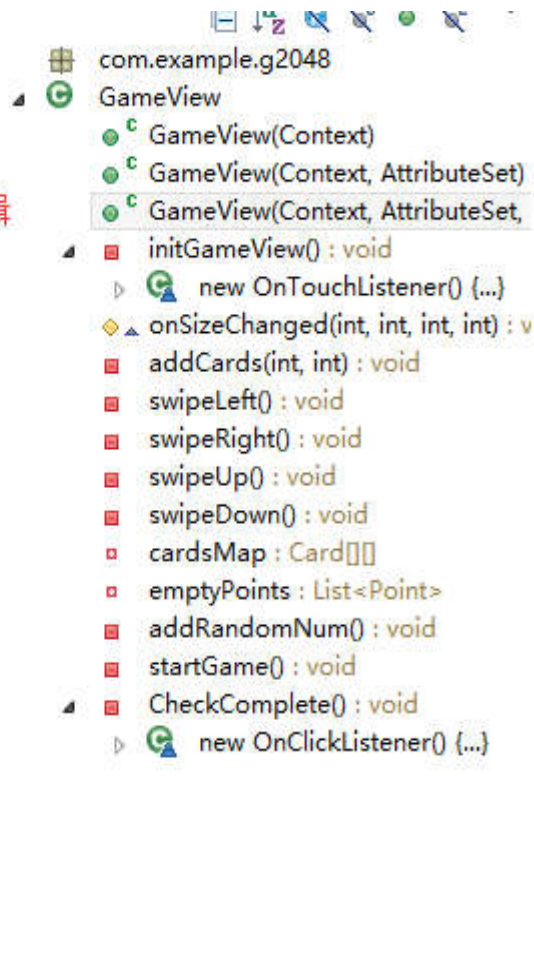 com.example.g2048
GameView
GameView(Context)
GameView(Context, AttributeSet)
GameView(Context, AttributeSet,
initGameView() : void
new OnTouchListener() {...}
onSizeChanged(int, int, int, int) : v
addCards(int, int) : void
swipeLeft() : void
swipeRight() : void
swipeUp() : void
swipeDown() : void
cardsMap : Card[][]
emptyPoints : List<Point>
addRandomNum() : void
startGame() : void
CheckComplete() : void
new OnClickListener() {...}